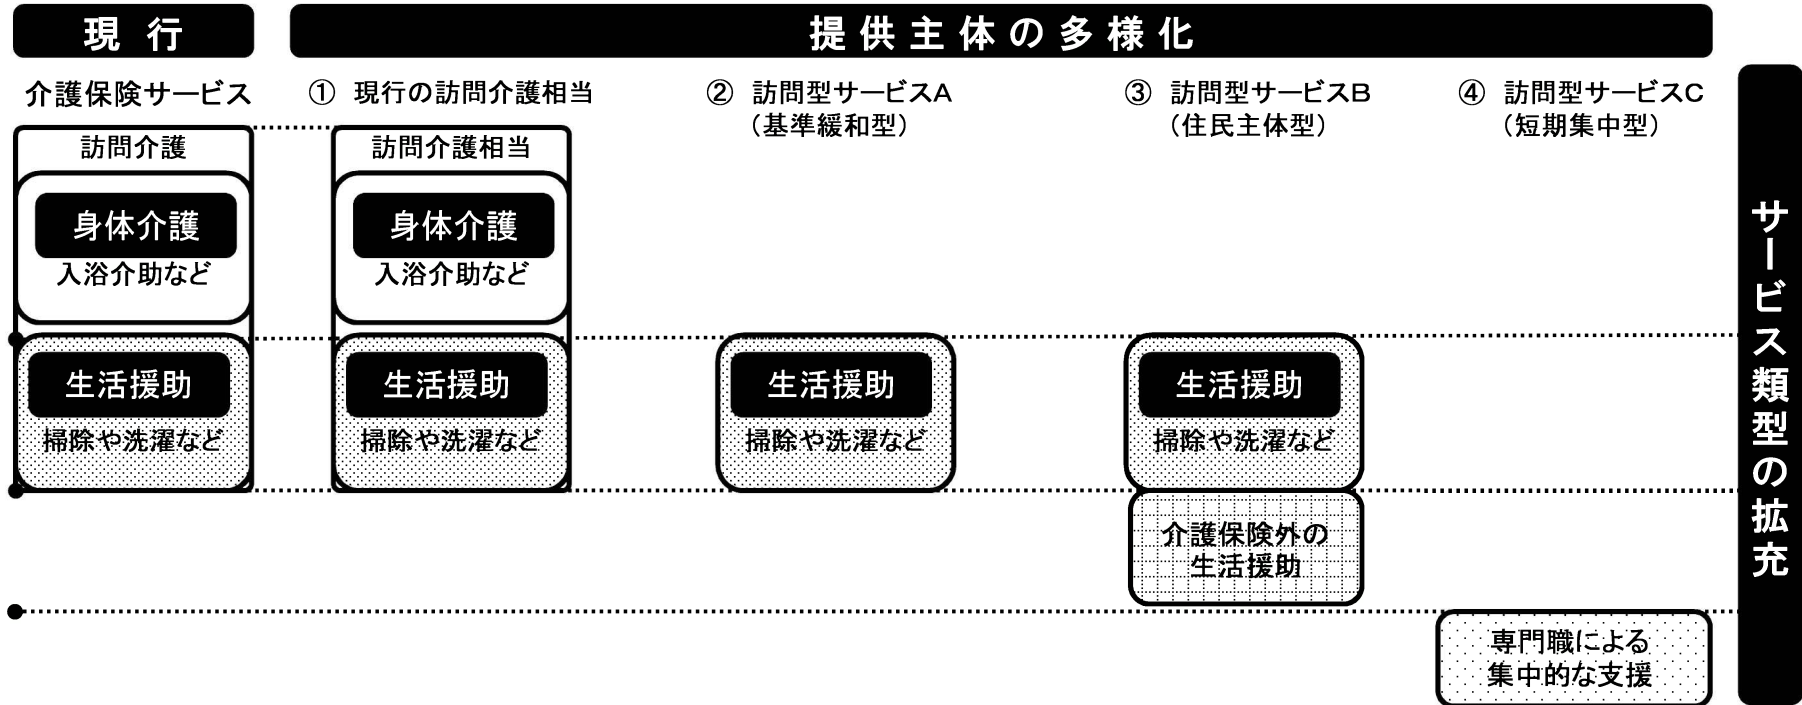 現行
提供主体の多様化
介護保険サービス
① 現行の訪問介護相当
② 訪問型サービスA
(基準緩和型)
③ 訪問型サービスB
(住民主体型)
④ 訪問型サービスC
(短期集中型)
訪問介護
身体介護
入浴介助など
生活援助
掃除や洗濯など
訪問介護相当
身体介護
入浴介助など
生活援助
掃除や洗濯など
生活援助
掃除や洗濯など
生活援助
掃除や洗濯など
介護保険外の
生活援助
専門職による
集中的な支援
サービス類型の拡充